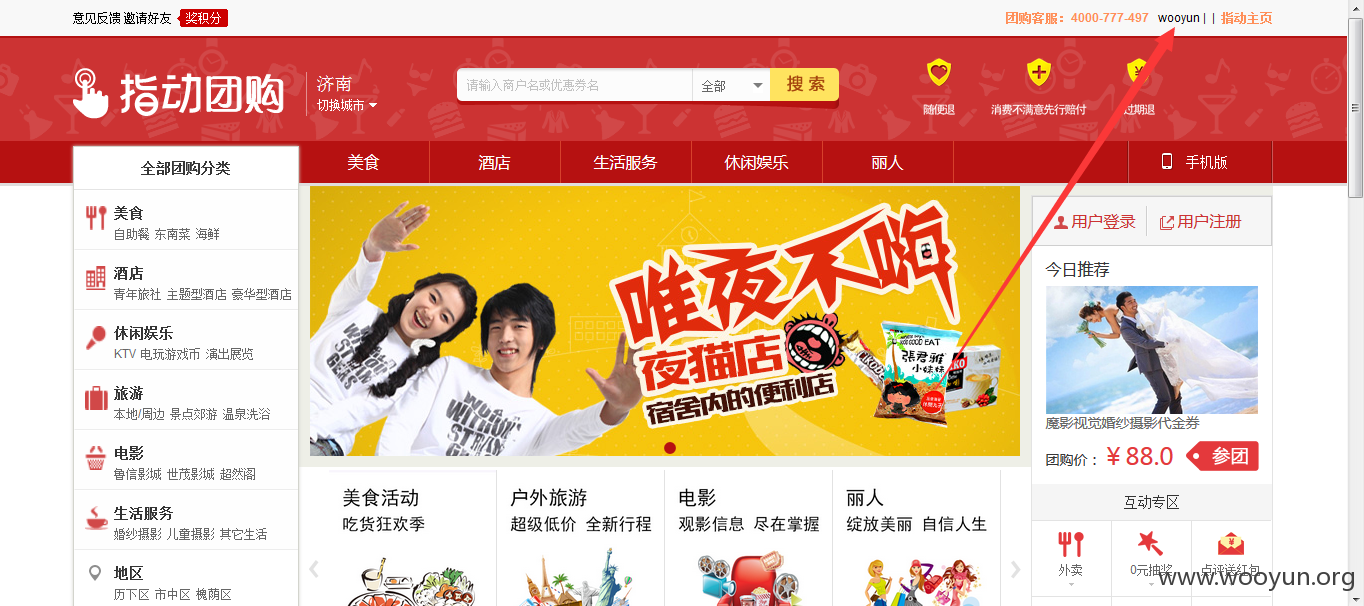 意见反馈 邀请好友 奖积分
团购客服：4000-777-497 wooyun | | 指动主页
指动团购
济南
切换城市
请输入商户名或优惠券名 全部 搜 索
随便退 消费不满意先行赔付 过期退
全部团购分类 美食 酒店 生活服务 休闲娱乐 丽人 手机版
美食
自助餐 东南菜 海鲜
酒店
青年旅社 主题型酒店 豪华型酒店
休闲娱乐
KTV 电玩游戏币 演出展览
旅游
本地/周边 景点郊游 温泉洗浴
电影
鲁信影城 世茂影城 超然阁
生活服务
婚纱摄影 儿童摄影 其它生活
地区
历下区 市中区 槐荫区
唯夜不嗨
夜猫店
宿舍内的便利店
GOOD EAT
張君雅
小妹妹
用户登录 用户注册
今日推荐
魔影视觉婚纱摄影代金券
团购价： ¥ 88.0 参团
互动专区
外卖 0元抽奖 点评送红包
美食活动
吃货狂欢季
户外旅游
超级低价 全新行程
电影
观影信息 尽在掌握
丽人
绽放美丽 自信人生
www.wooyun.org